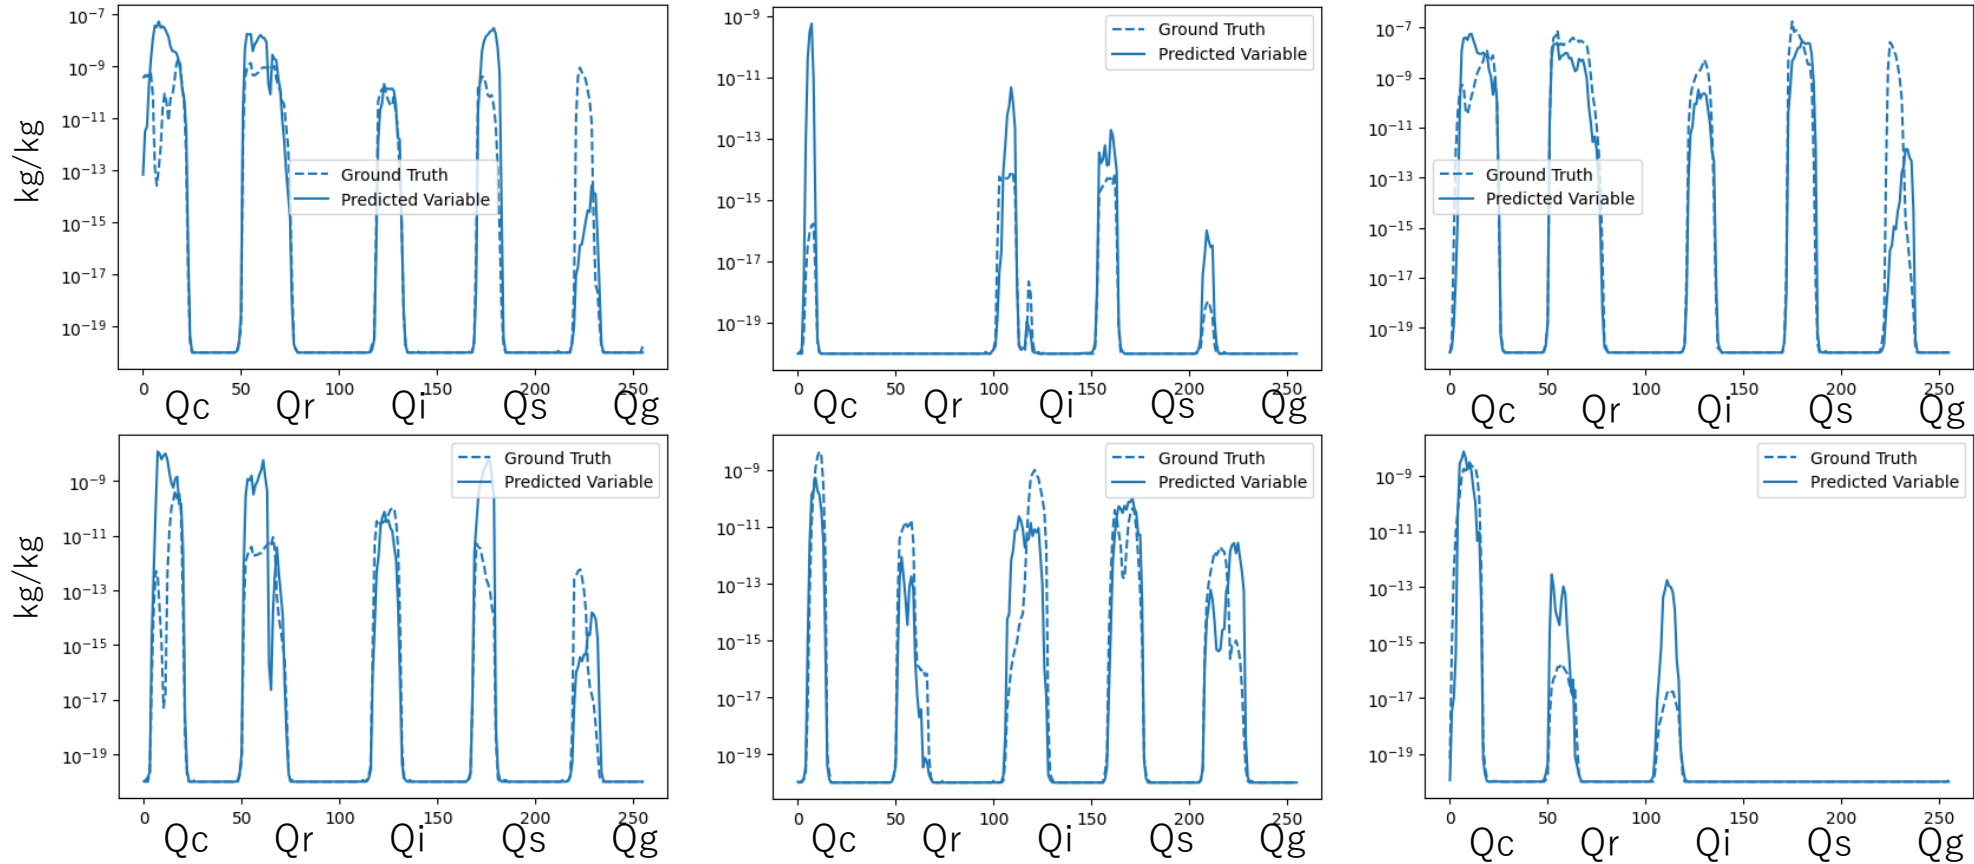 kg/kg
10⁻⁷
10⁻⁹
10⁻¹¹
10⁻¹³
10⁻¹⁵
10⁻¹⁷
10⁻¹⁹
Ground Truth
Predicted Variable
0 50 100 150 200 250
Qc Qr Qi Qs Qg
10⁻⁹
10⁻¹¹
10⁻¹³
10⁻¹⁵
10⁻¹⁷
10⁻¹⁹
Ground Truth
Predicted Variable
0 50 100 150 200 250
Qc Qr Qi Qs Qg
10⁻⁷
10⁻⁹
10⁻¹¹
10⁻¹³
10⁻¹⁵
10⁻¹⁷
10⁻¹⁹
Ground Truth
Predicted Variable
0 50 100 150 200 250
Qc Qr Qi Qs Qg
kg/kg
10⁻⁹
10⁻¹¹
10⁻¹³
10⁻¹⁵
10⁻¹⁷
10⁻¹⁹
Ground Truth
Predicted Variable
0 50 100 150 200 250
Qc Qr Qi Qs Qg
10⁻⁹
10⁻¹¹
10⁻¹³
10⁻¹⁵
10⁻¹⁷
10⁻¹⁹
Ground Truth
Predicted Variable
0 50 100 150 200 250
Qc Qr Qi Qs Qg
10⁻⁹
10⁻¹¹
10⁻¹³
10⁻¹⁵
10⁻¹⁷
10⁻¹⁹
Ground Truth
Predicted Variable
0 50 100 150 200 250
Qc Qr Qi Qs Qg